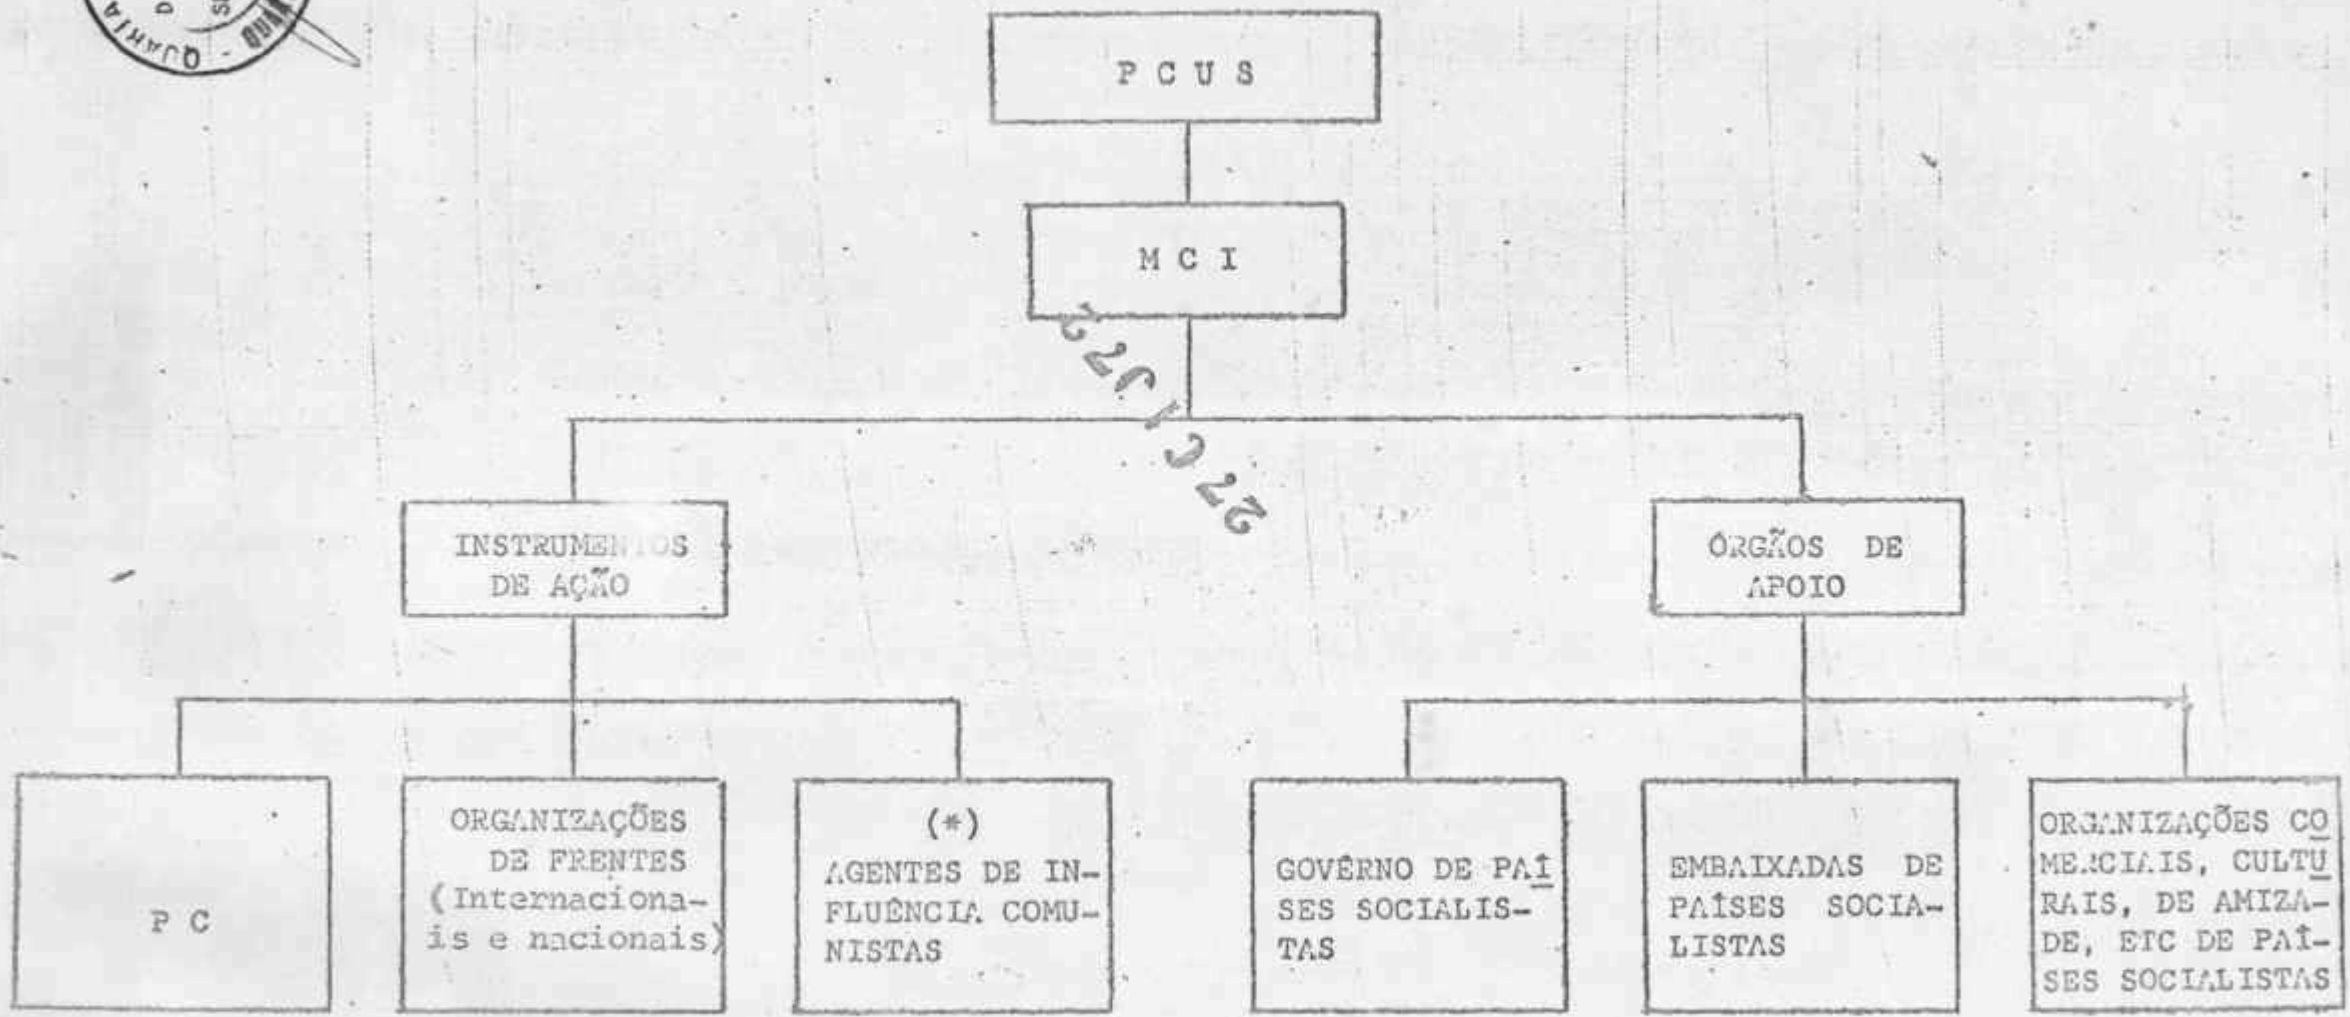 P C U S
M C I
INSTRUMENTOS
DE AÇÃO
ÓRGÃOS DE
APOIO
P C
ORGANIZAÇÕES
DE FRENTES
(Internaciona-
is e nacionais)
(*)
AGENTES DE IN-
FLUÊNCIA COMU-
NISTAS
GOVÊRNO DE PAÍ
SES SOCIALIS-
TAS
EMBAIXADAS DE
PAÍSES SOCIA-
LISTAS
ORGANIZAÇÕES CO
MERCIAIS, CULTU
RAIS, DE AMIZA-
DE, ETC DE PAÍ-
SES SOCIALISTAS